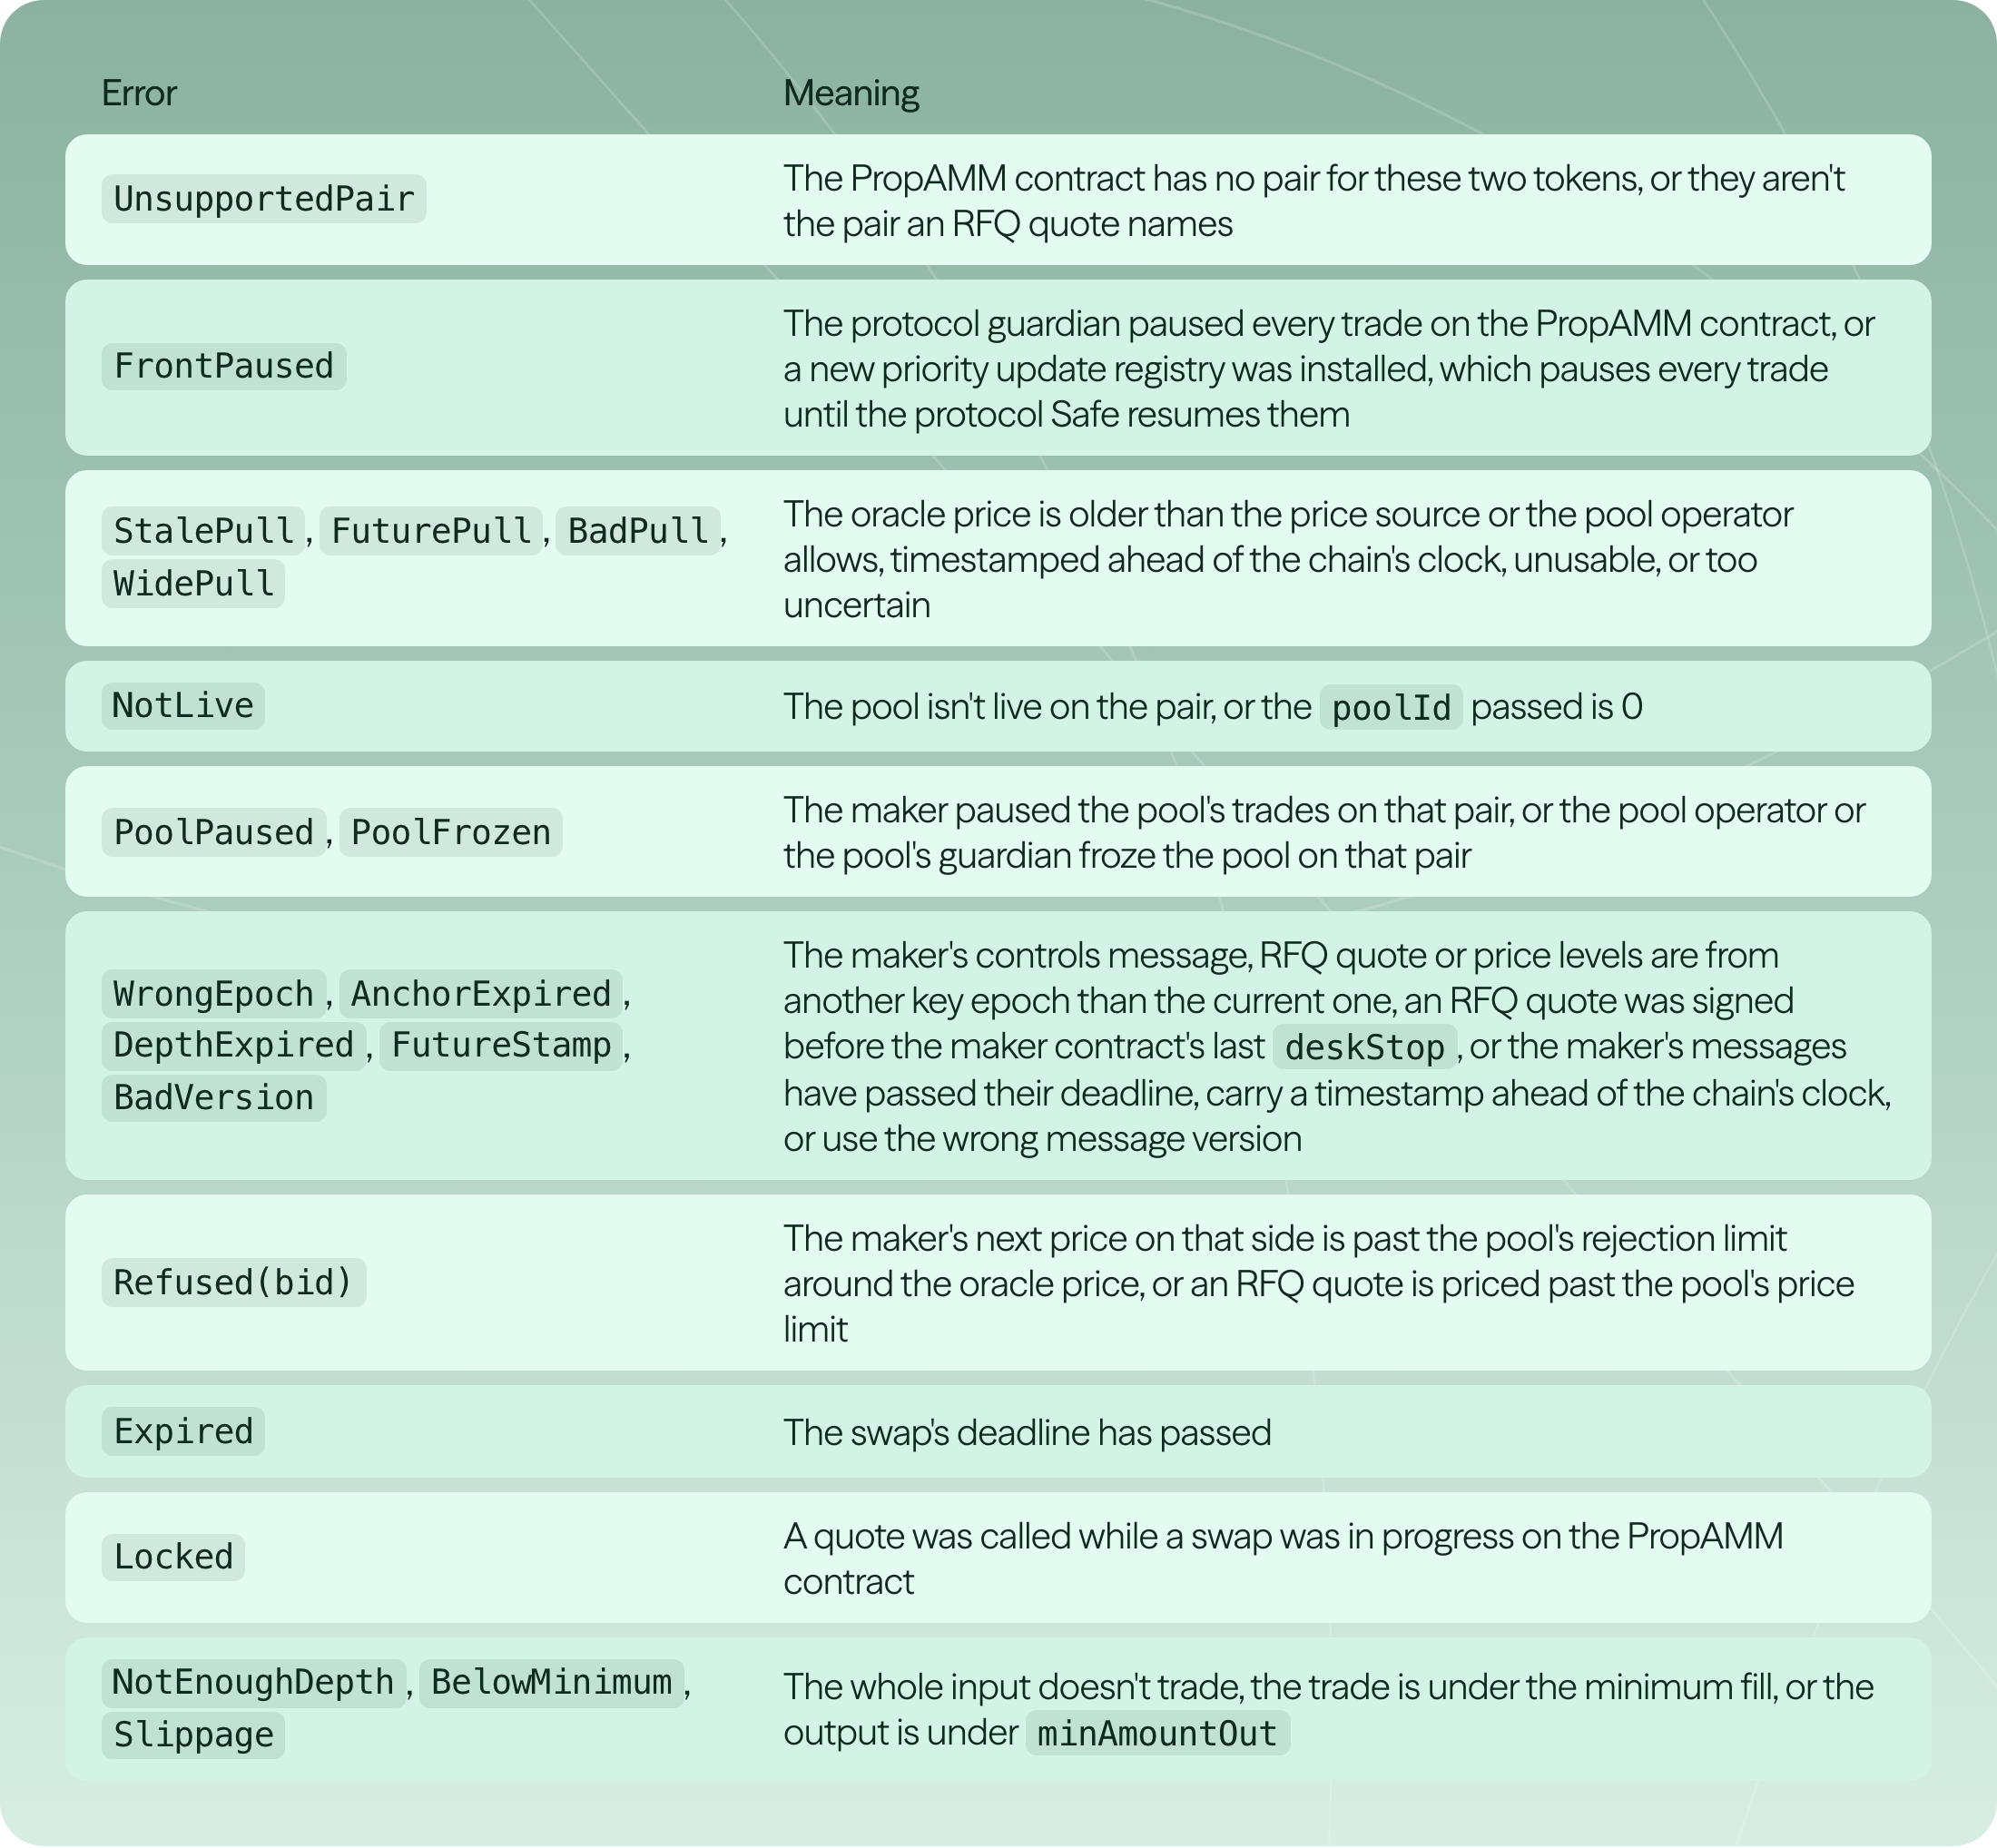 Error Meaning
UnsupportedPair
The PropAMM contract has no pair for these two tokens, or they aren't
the pair an RFQ quote names
FrontPaused
The protocol guardian paused every trade on the PropAMM contract, or
a new priority update registry was installed, which pauses every trade
until the protocol Safe resumes them
StalePull, FuturePull, BadPull,
WidePull
The oracle price is older than the price source or the pool operator
allows, timestamped ahead of the chain's clock, unusable, or too
uncertain
NotLive
The pool isn't live on the pair, or the poolId passed is 0
PoolPaused, PoolFrozen
The maker paused the pool's trades on that pair, or the pool operator or
the pool's guardian froze the pool on that pair
WrongEpoch, AnchorExpired,
DepthExpired, FutureStamp,
BadVersion
The maker's controls message, RFQ quote or price levels are from
another key epoch than the current one, an RFQ quote was signed
before the maker contract's last deskStop, or the maker's messages
have passed their deadline, carry a timestamp ahead of the chain's clock,
or use the wrong message version
Refused(bid)
The maker's next price on that side is past the pool's rejection limit
around the oracle price, or an RFQ quote is priced past the pool's price
limit
Expired
The swap's deadline has passed
Locked
A quote was called while a swap was in progress on the PropAMM
contract
NotEnoughDepth, BelowMinimum,
Slippage
The whole input doesn't trade, the trade is under the minimum fill, or the
output is under minAmountOut